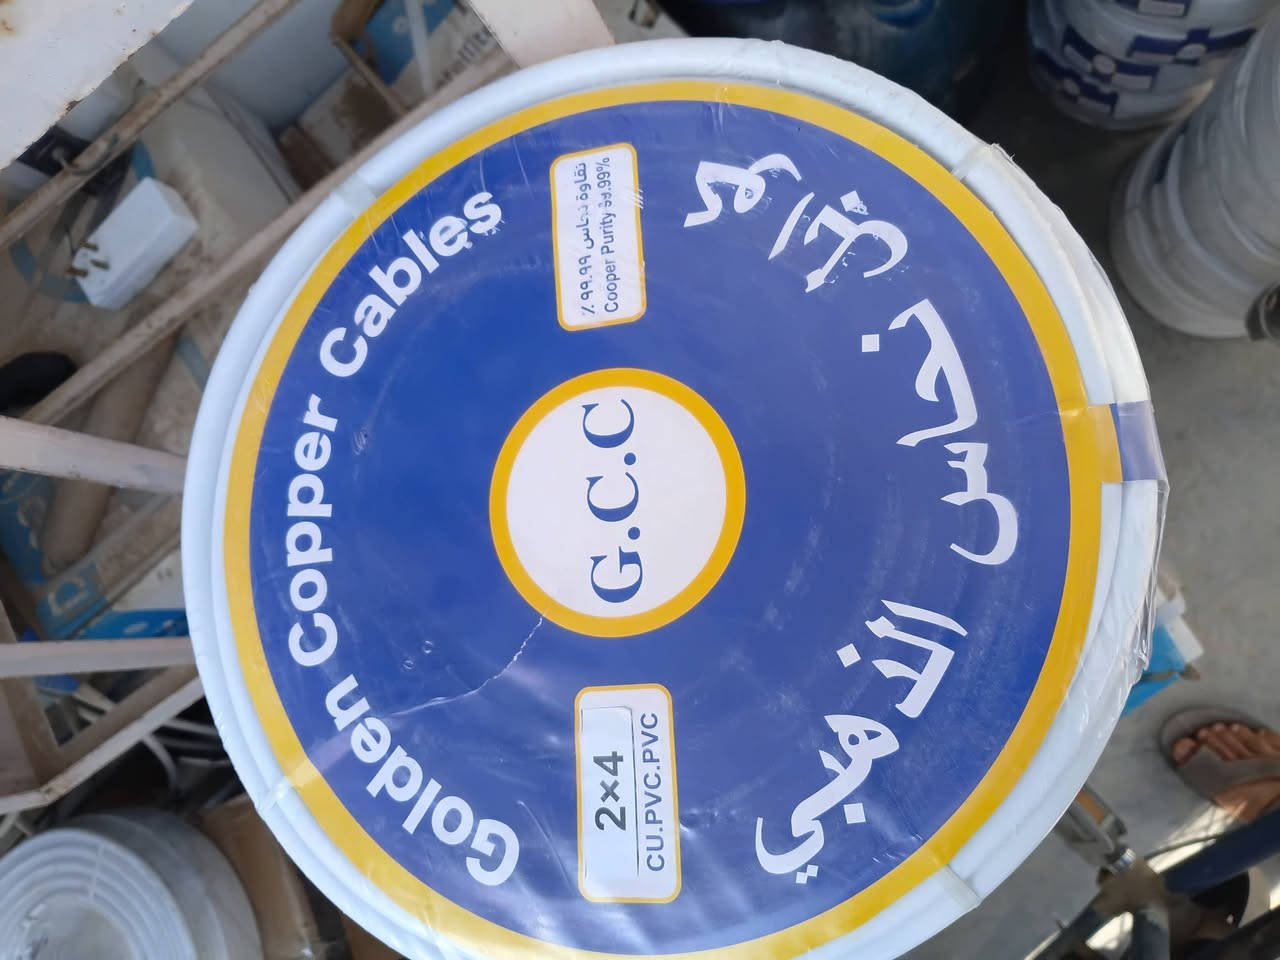 Golden Copper Cables
نقاوة نحاس ٩٩.٩٩ ٪
Cooper Purity 99.99%
G.C.C
2×4
CU.PVC.PVC
نحاس الذهبي